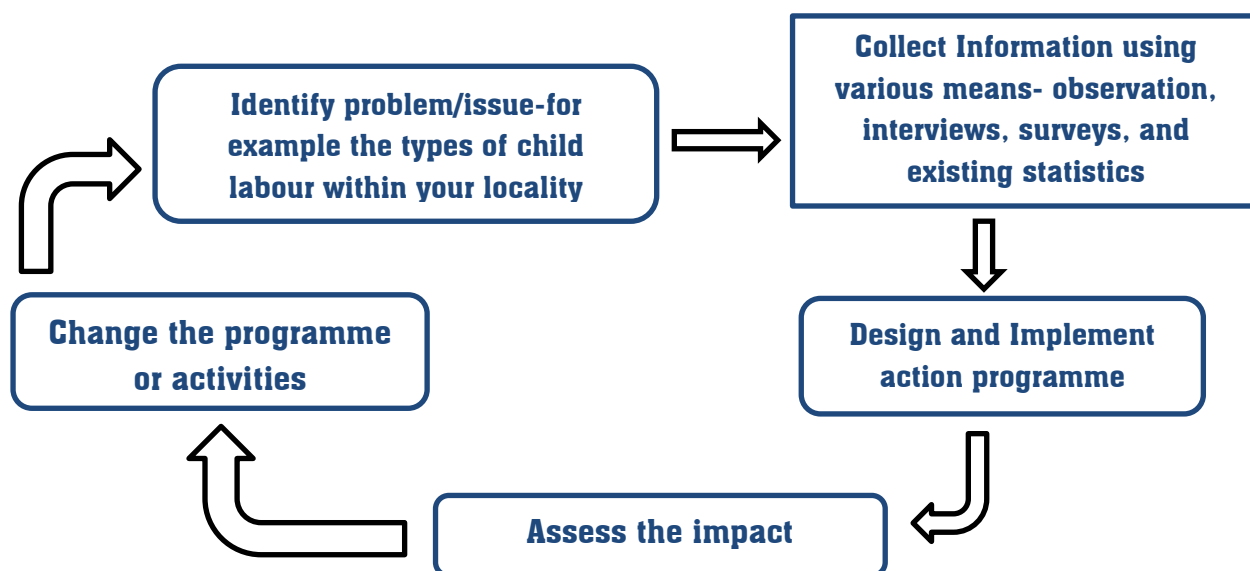 Identify problem/issue-for
example the types of child
labour within your locality
Collect Information using
various means- observation,
interviews, surveys, and
existing statistics
Design and Implement
action programme
Assess the impact
Change the programme
or activities